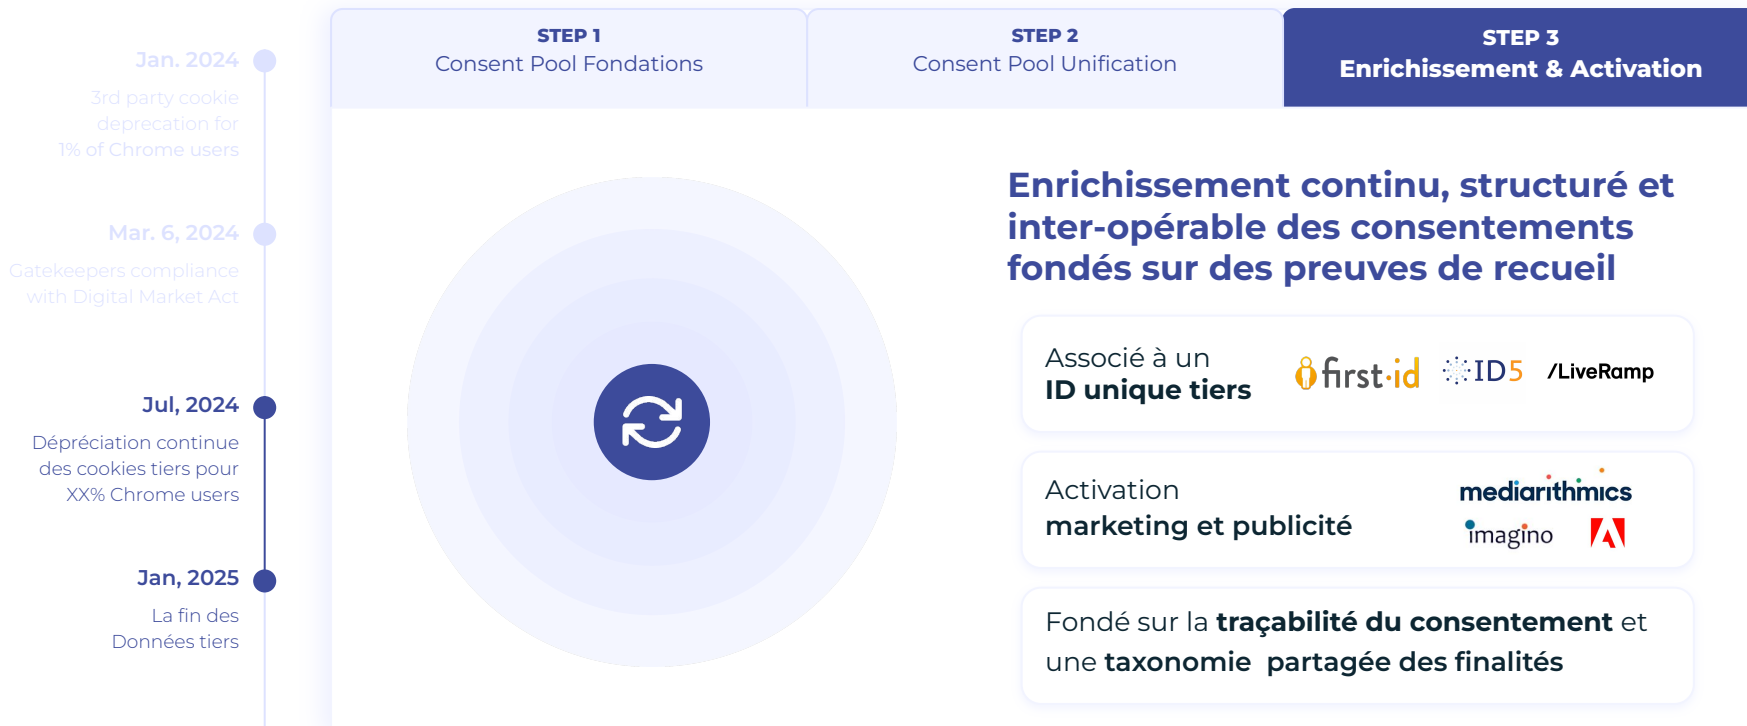 Jan. 2024
3rd party cookie
deprecation for
1% of Chrome users
Mar. 6, 2024
Gatekeepers compliance
with Digital Market Act
Jul, 2024
Dépréciation continue
des cookies tiers pour
XX% Chrome users
Jan, 2025
La fin des
Données tiers
STEP 1
Consent Pool Fondations
STEP 2
Consent Pool Unification
STEP 3
Enrichissement & Activation
Enrichissement continu, structuré et
inter-opérable des consentements
fondés sur des preuves de recueil
Associé à un
ID unique tiers
first·id
ID5
/LiveRamp
Activation
marketing et publicité
mediarithmics
imagino
Fondé sur la traçabilité du consentement et
une taxonomie  partagée des finalités